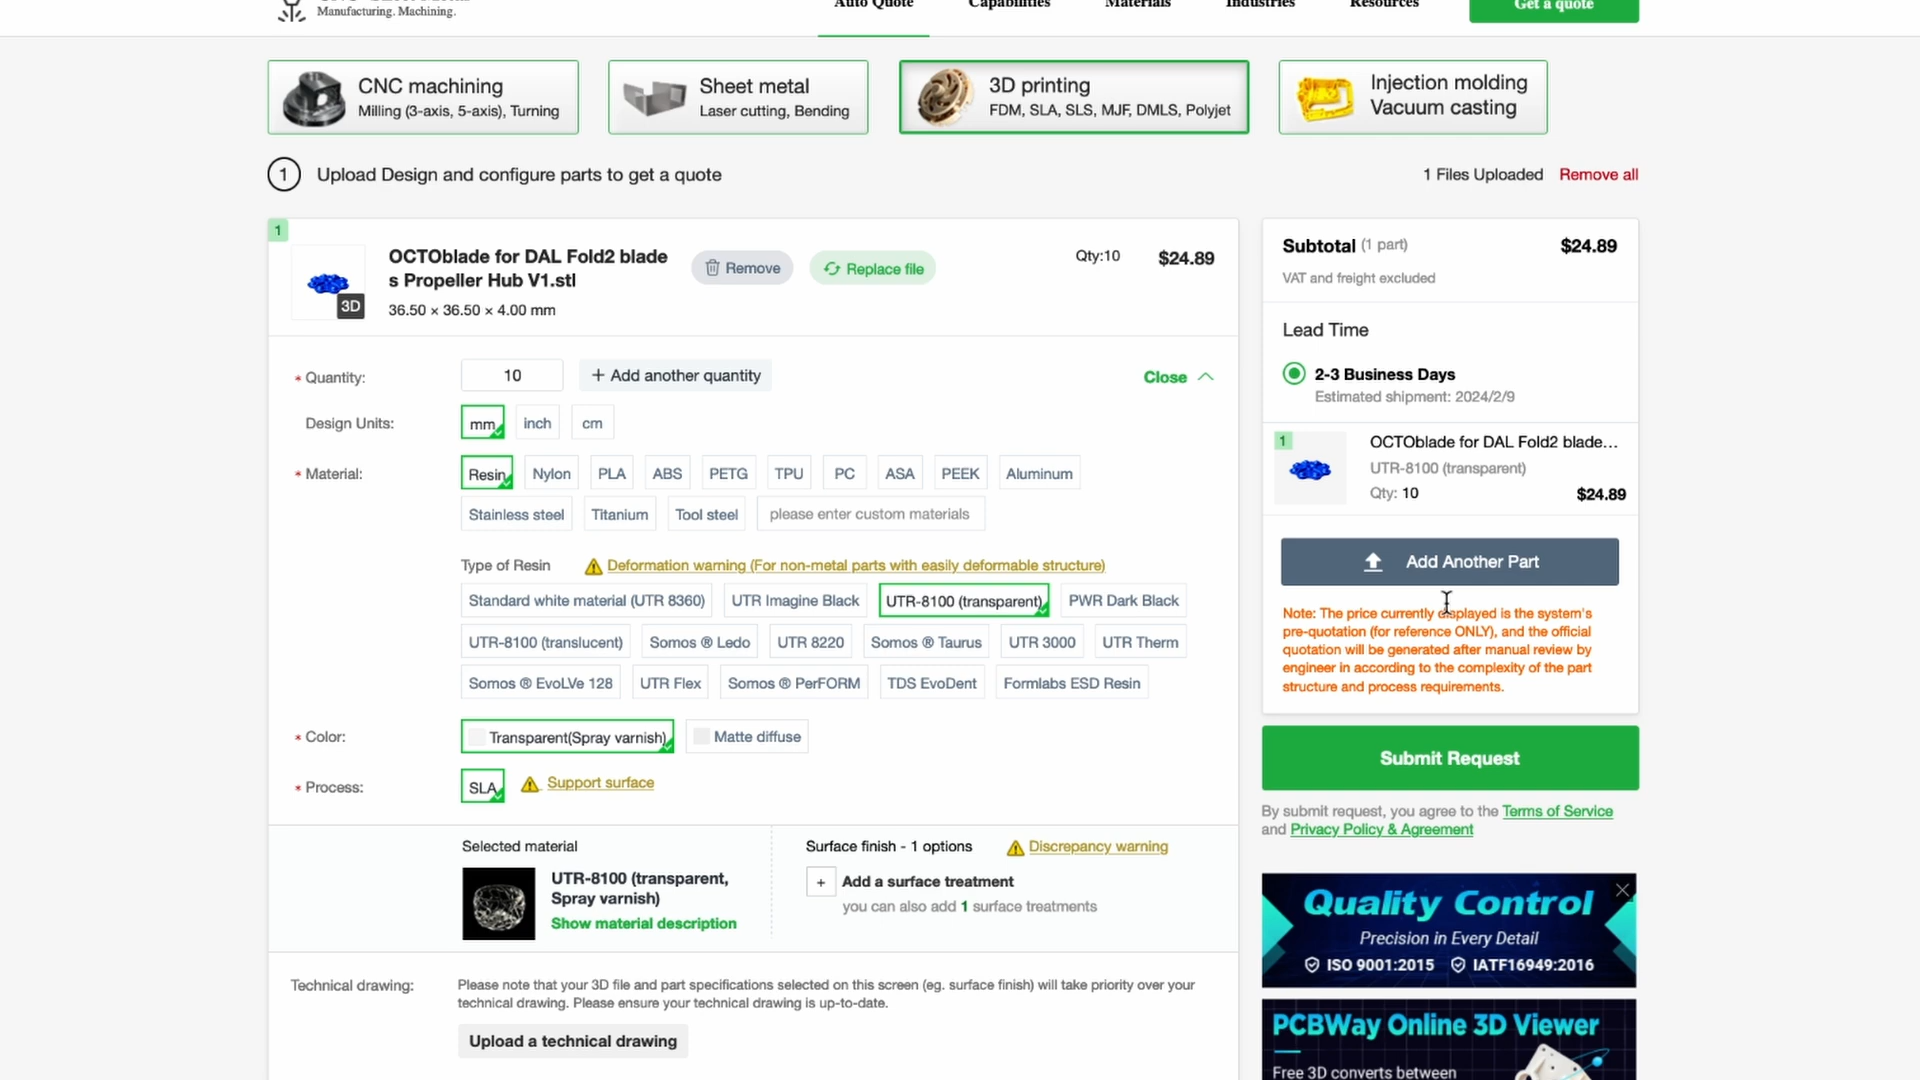 Manufacturing. Machining.
Auto Quote
Capabilities
Materials
Industries
Resources
Get a quote
CNC machining
Milling (3-axis, 5-axis), Turning
Sheet metal
Laser cutting, Bending
3D printing
FDM, SLA, SLS, MJF, DMLS, Polyjet
Injection molding
Vacuum casting
1 Upload Design and configure parts to get a quote
1 Files Uploaded Remove all
1
3D
OCTOblade for DAL Fold2 blade
s Propeller Hub V1.stl
36.50 × 36.50 × 4.00 mm
Remove
Replace file
Qty:10 $24.89
* Quantity: 10 + Add another quantity Close
Design Units: mm inch cm
* Material: Resin Nylon PLA ABS PETG TPU PC ASA PEEK Aluminum
Stainless steel Titanium Tool steel please enter custom materials
Type of Resin Deformation warning (For non-metal parts with easily deformable structure)
Standard white material (UTR 8360) UTR Imagine Black UTR-8100 (transparent) PWR Dark Black
UTR-8100 (translucent) Somos ® Ledo UTR 8220 Somos ® Taurus UTR 3000 UTR Therm
Somos ® EvoLVe 128 UTR Flex Somos ® PerFORM TDS EvoDent Formlabs ESD Resin
* Color: Transparent(Spray varnish) Matte diffuse
* Process: SLA Support surface
Selected material
UTR-8100 (transparent,
Spray varnish)
Show material description
Surface finish - 1 options Discrepancy warning
+ Add a surface treatment
you can also add 1 surface treatments
Technical drawing: Please note that your 3D file and part specifications selected on this screen (eg. surface finish) will take priority over your
technical drawing. Please ensure your technical drawing is up-to-date.
Upload a technical drawing
Subtotal (1 part) $24.89
VAT and freight excluded
Lead Time
2-3 Business Days
Estimated shipment: 2024/2/9
1
OCTOblade for DAL Fold2 blade...
UTR-8100 (transparent)
Qty: 10 $24.89
Add Another Part
Note: The price currently displayed is the system's
pre-quotation (for reference ONLY), and the official
quotation will be generated after manual review by
engineer in according to the complexity of the part
structure and process requirements.
Submit Request
By submit request, you agree to the Terms of Service
and Privacy Policy & Agreement
Quality Control
Precision in Every Detail
ISO 9001:2015 IATF16949:2016
PCBWay Online 3D Viewer
Free 3D converts between